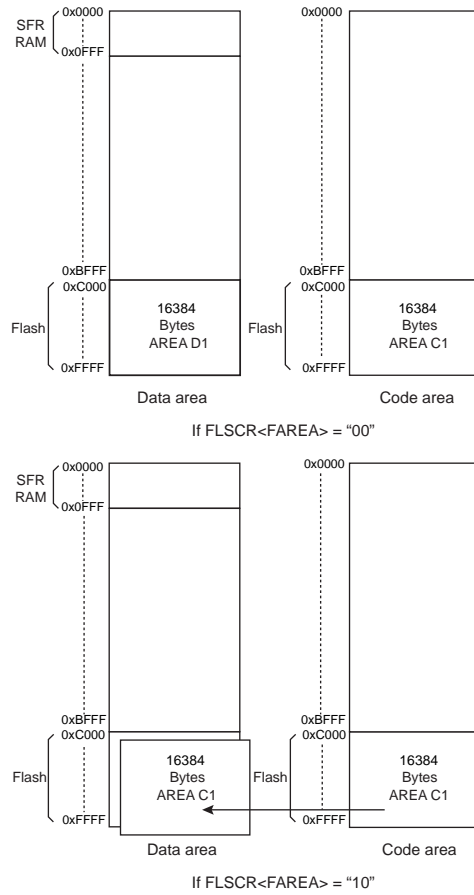 0x0000
SFR
RAM
0x0FFF
0xBFFF
0xC000
Flash
0xFFFF
16384
Bytes
AREA D1
Data area
0x0000
0xBFFF
0xC000
Flash
0xFFFF
16384
Bytes
AREA C1
Code area
If FLSCR<FAREA> = “00”
0x0000
SFR
RAM
0x0FFF
0xBFFF
0xC000
Flash
0xFFFF
16384
Bytes
AREA C1
Data area
0x0000
0xBFFF
0xC000
Flash
0xFFFF
16384
Bytes
AREA C1
Code area
If FLSCR<FAREA> = “10”